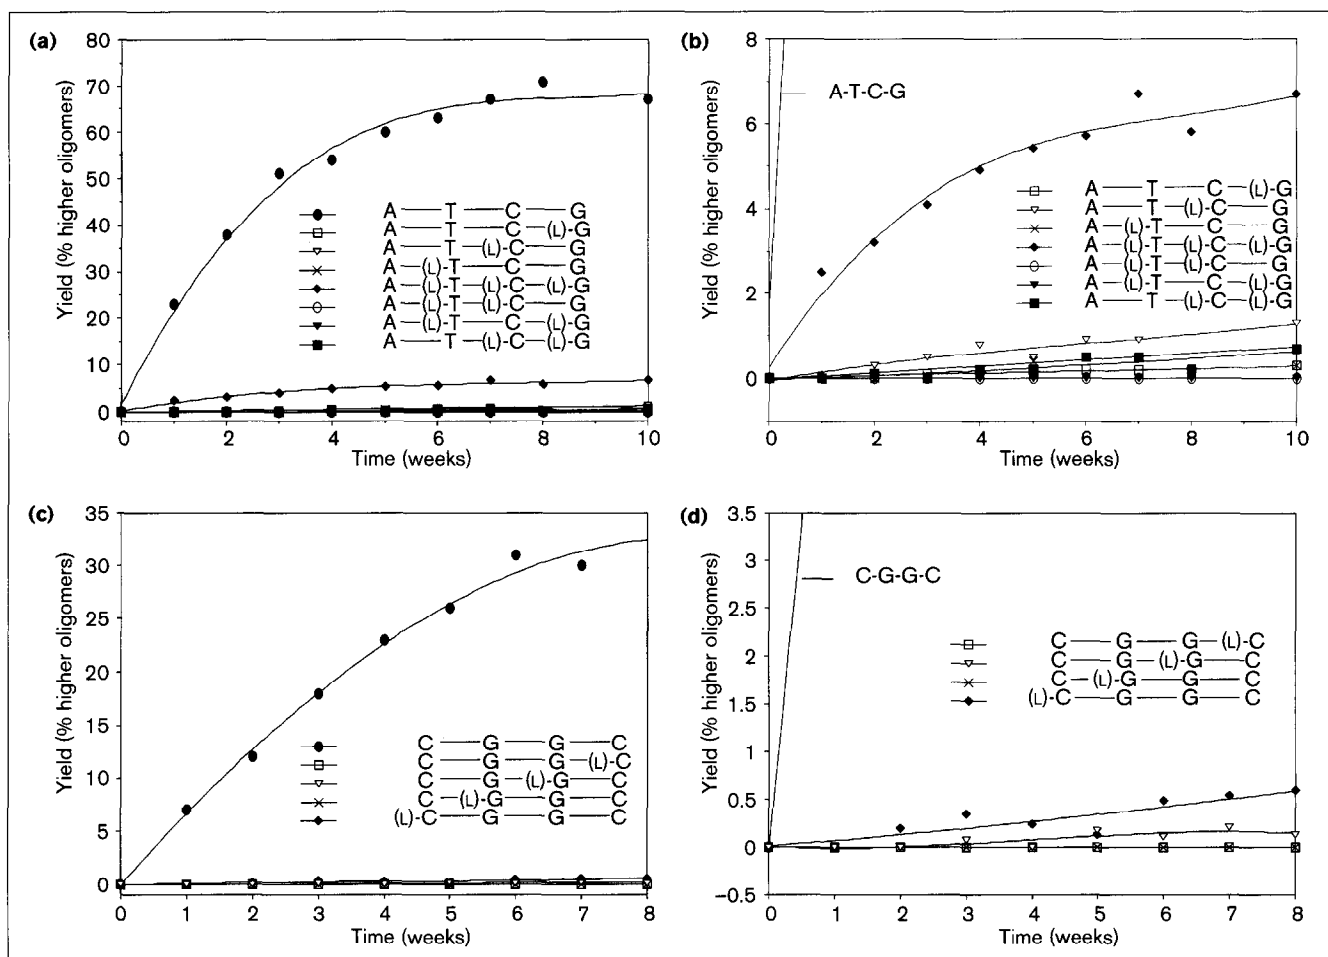 (a)
Yield (% higher oligomers)
80
70
60
50
40
30
20
10
0
A—T—C—G
A—T—C-(L)-G
A—T-(L)-C—G
A-(L)-T—C—G
A-(L)-T-(L)-C-(L)-G
A-(L)-T-(L)-C—G
A-(L)-T—C-(L)-G
A—T-(L)-C-(L)-G
0 2 4 6 8 10
Time (weeks)
(b)
Yield (% higher oligomers)
8
6
4
2
0
A-T-C-G
A—T—C-(L)-G
A—T-(L)-C—G
A-(L)-T—C—G
A-(L)-T-(L)-C-(L)-G
A-(L)-T-(L)-C—G
A-(L)-T—C-(L)-G
A—T-(L)-C-(L)-G
0 2 4 6 8 10
Time (weeks)
(c)
Yield (% higher oligomers)
35
30
25
20
15
10
5
0
C—G—G—C
C—G—G-(L)-C
C—G-(L)-G—C
C-(L)-G—G—C
(L)-C—G—G—C
0 1 2 3 4 5 6 7 8
Time (weeks)
(d)
Yield (% higher oligomers)
3.5
3
2.5
2
1.5
1
0.5
0
−0.5
C-G-G-C
C—G—G-(L)-C
C—G-(L)-G—C
C-(L)-G—G—C
(L)-C—G—G—C
0 1 2 3 4 5 6 7 8
Time (weeks)